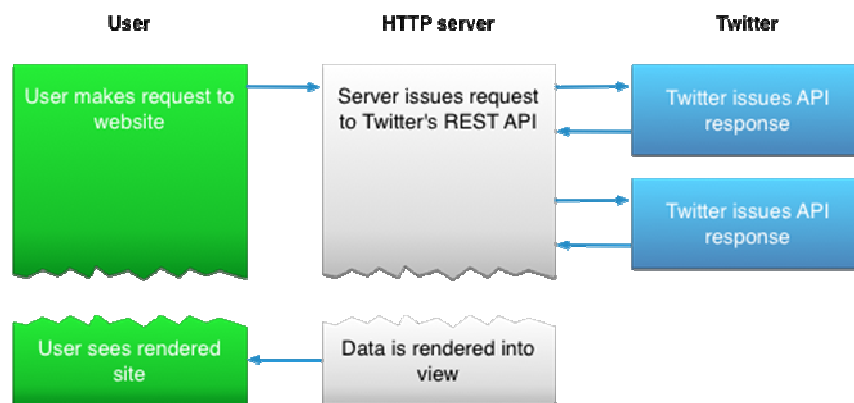 User
HTTP server
Twitter
User makes request to
website
Server issues request
to Twitter's REST API
Twitter issues API
response
Twitter issues API
response
User sees rendered
site
Data is rendered into
view